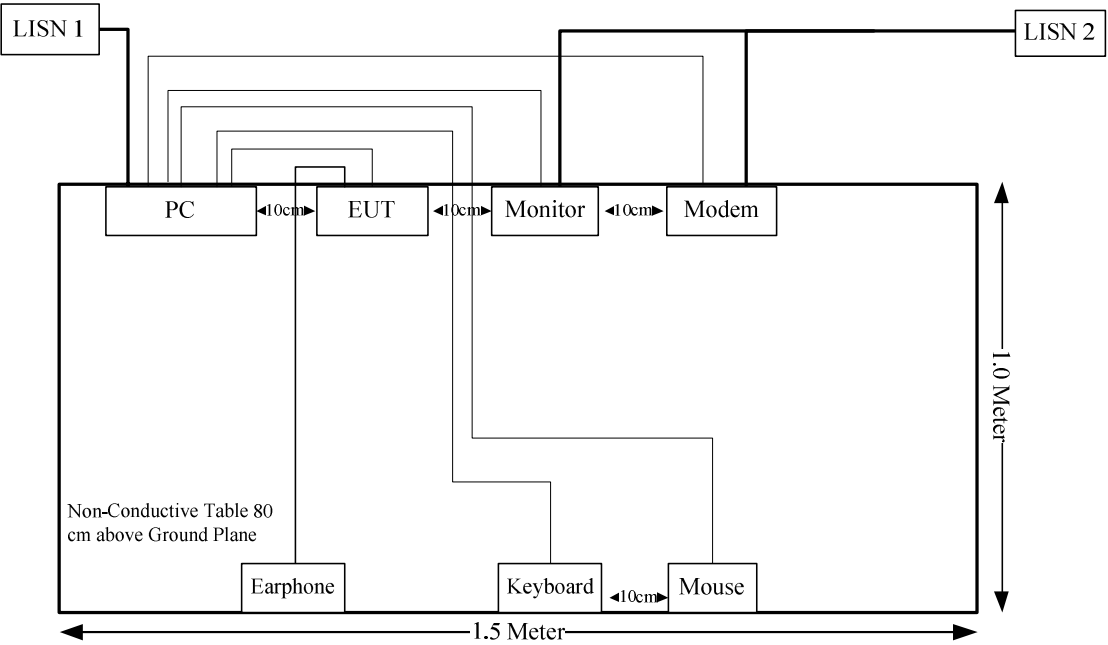 LISN 1
LISN 2
PC
10cm
EUT
10cm
Monitor
10cm
Modem
1.0 Meter
Non-Conductive Table 80
cm above Ground Plane
Earphone
Keyboard
10cm
Mouse
1.5 Meter